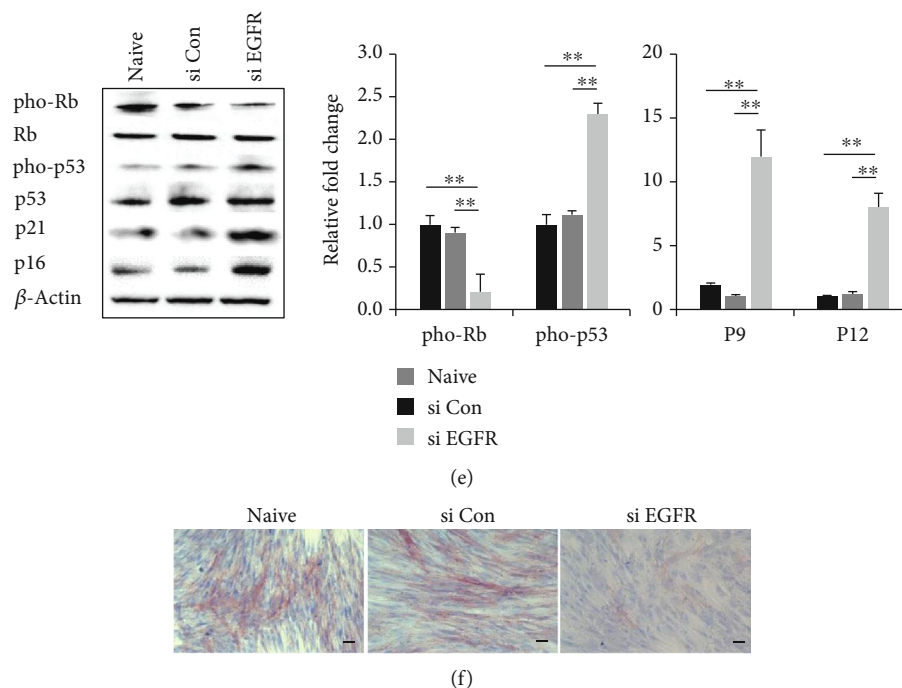 Naive
si Con
si EGFR
pho-Rb
Rb
pho-p53
p53
p21
p16
β-Actin
Relative fold change
3.0
2.5
2.0
1.5
1.0
0.5
0.0
** ** ** **
pho-Rb pho-p53
20
15
10
5
0
** ** ** **
P9 P12
Naive
si Con
si EGFR
(e)
Naive si Con si EGFR
(f)